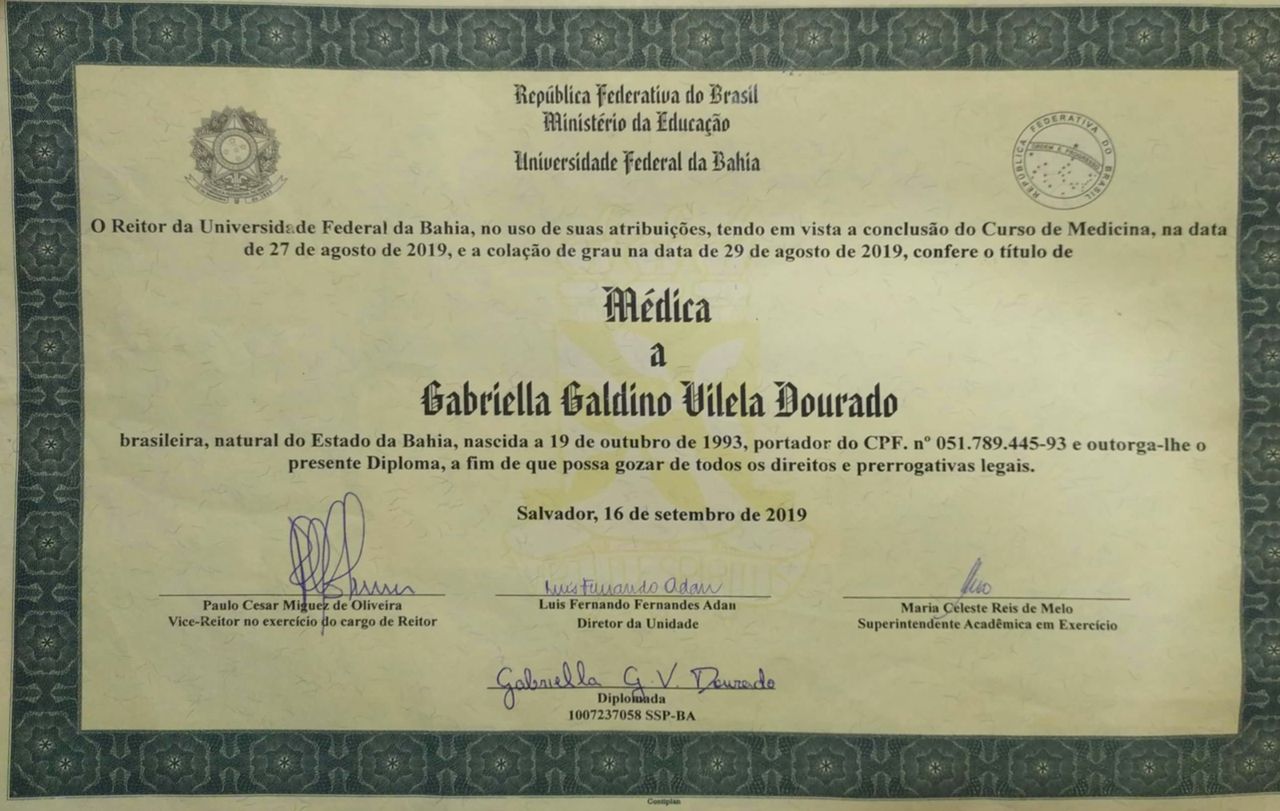 República Federativa do Brasil
Ministério da Educação
Universidade Federal da Bahia
REPÚBLICA FEDERATIVA DO BRASIL
ORDEM E PROGRESSO
O Reitor da Universidade Federal da Bahia, no uso de suas atribuições, tendo em vista a conclusão do Curso de Medicina, na data
de 27 de agosto de 2019, e a colação de grau na data de 29 de agosto de 2019, confere o título de
Médica
a
Gabriella Galdino Vilela Dourado
brasileira, natural do Estado da Bahia, nascida a 19 de outubro de 1993, portador do CPF. nº 051.789.445-93 e outorga-lhe o
presente Diploma, a fim de que possa gozar de todos os direitos e prerrogativas legais.
Salvador, 16 de setembro de 2019
Luis Fernando Adan
Paulo Cesar Miguez de Oliveira
Vice-Reitor no exercício do cargo de Reitor
Luis Fernando Fernandes Adan
Diretor da Unidade
Maria Celeste Reis de Melo
Superintendente Acadêmica em Exercício
Gabriella G. V. Dourado
Diplomada
1007237058 SSP-BA
Contiplan